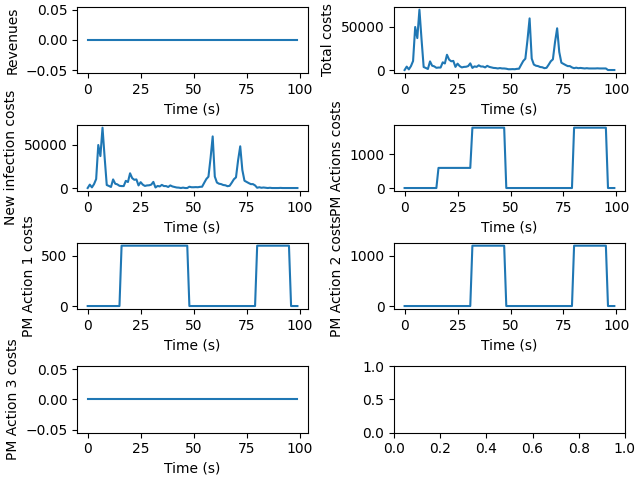 Revenues
0.05
0.00
−0.05
0 25 50 75 100
Time (s)
Total costs
50000
0
0 25 50 75 100
Time (s)
New infection costs
50000
0
0 25 50 75 100
Time (s)
PM Actions costs
1000
0
0 25 50 75 100
Time (s)
PM Action 1 costs
500
0
0 25 50 75 100
Time (s)
PM Action 2 costs
1000
0
0 25 50 75 100
Time (s)
PM Action 3 costs
0.05
0.00
−0.05
0 25 50 75 100
Time (s)
1.0
0.5
0.0
0.0 0.2 0.4 0.6 0.8 1.0